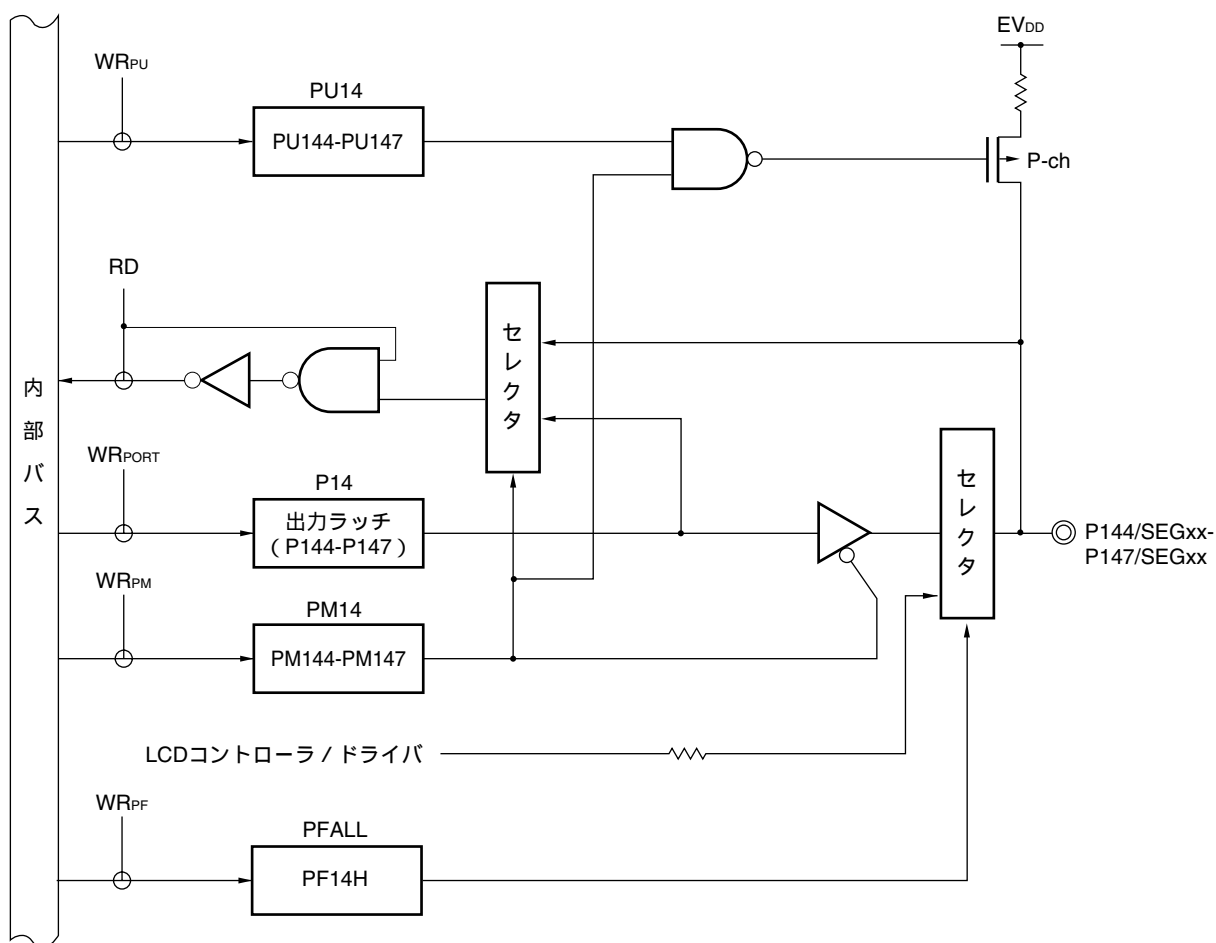 EVDD
WRPU
PU14
PU144-PU147
P-ch
RD
セレクタ
内部バス
WRPORT
P14
出力ラッチ
( P144-P147 )
セレクタ
P144/SEGxx-
P147/SEGxx
WRPM
PM14
PM144-PM147
LCDコントローラ / ドライバ
WRPF
PFALL
PF14H